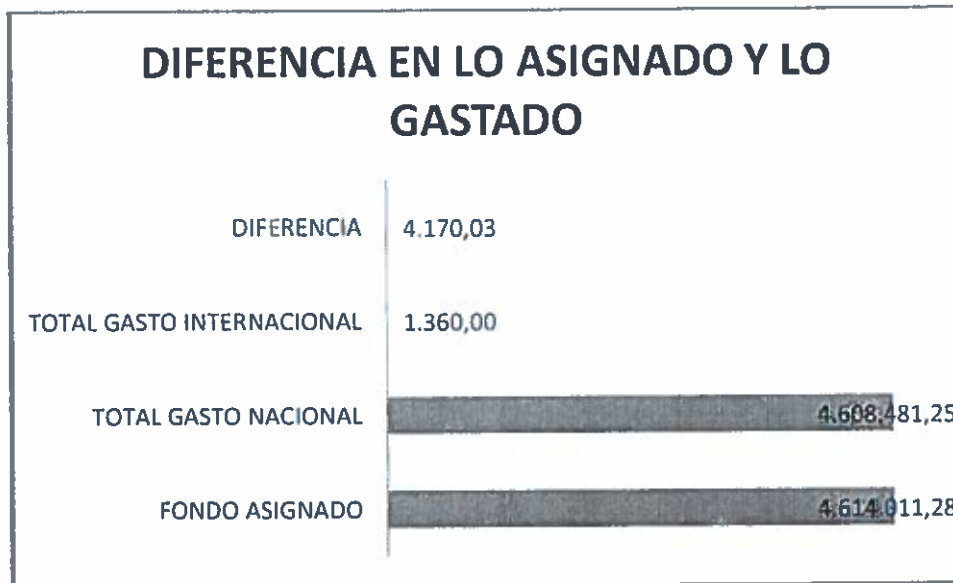 DIFERENCIA EN LO ASIGNADO Y LO
GASTADO
DIFERENCIA 4.170,03
TOTAL GASTO INTERNACIONAL 1.360,00
TOTAL GASTO NACIONAL 4.608.481,25
FONDO ASIGNADO 4.614.011,28